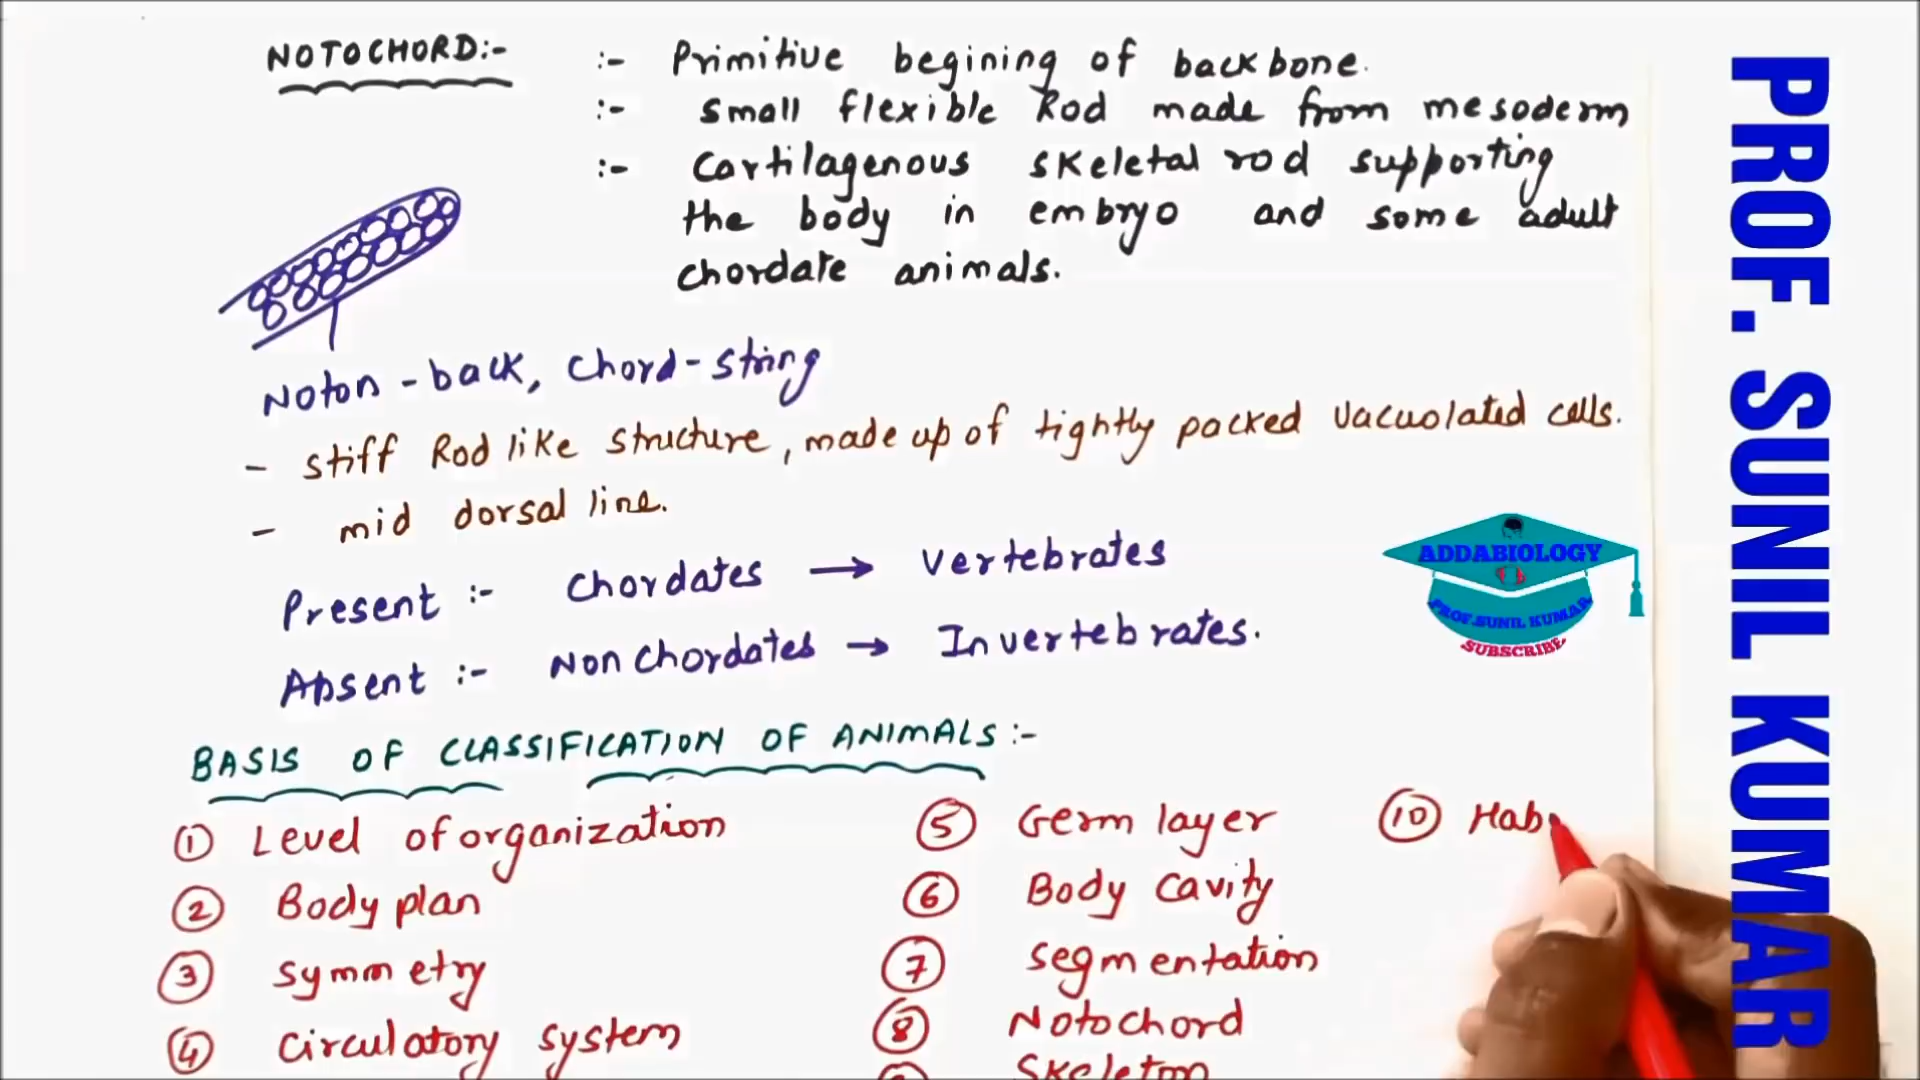 NOTOCHORD:-
:- Primitive begining of backbone.
:- small flexible Rod made from mesoderm
:- Cartilagenous skeletal rod supporting
the body in embryo and some adult
chordate animals.
Noton - back, Chord - string
- stiff Rod like structure, made up of tightly packed vacuolated cells.
- mid dorsal line.
Present :- Chordates → Vertebrates
Absent :- Non Chordates → Invertebrates.
BASIS OF CLASSIFICATION OF ANIMALS:-
① Level of organization
② Body plan
③ symmetry
④ circulatory system
⑤ Germ layer
⑥ Body Cavity
⑦ segmentation
⑧ Notochord
Skeleton
⑩ Hab
ADDABIOLOGY
PROF.SUNIL KUMAR
SUBSCRIBE.
PROF. SUNIL KUMAR